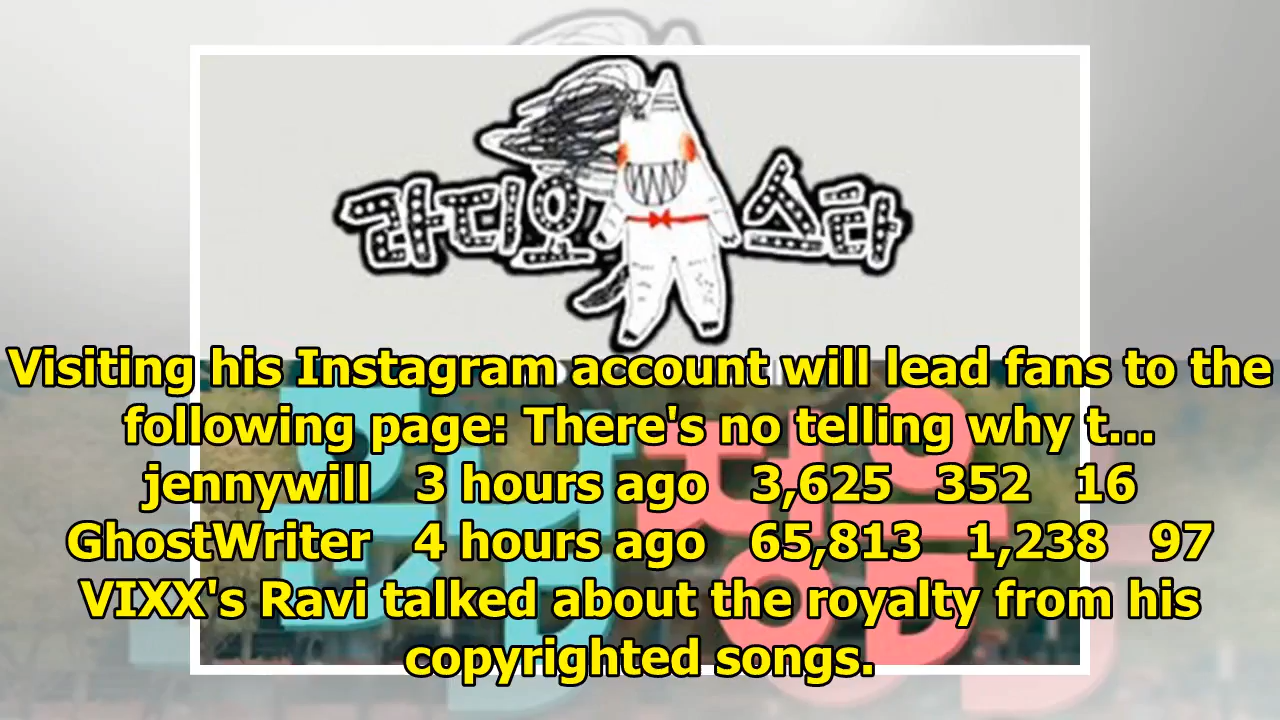 라디오스타
Visiting his Instagram account will lead fans to the
following page: There's no telling why t...
jennywill 3 hours ago 3,625 352 16
GhostWriter 4 hours ago 65,813 1,238 97
VIXX's Ravi talked about the royalty from his
copyrighted songs.